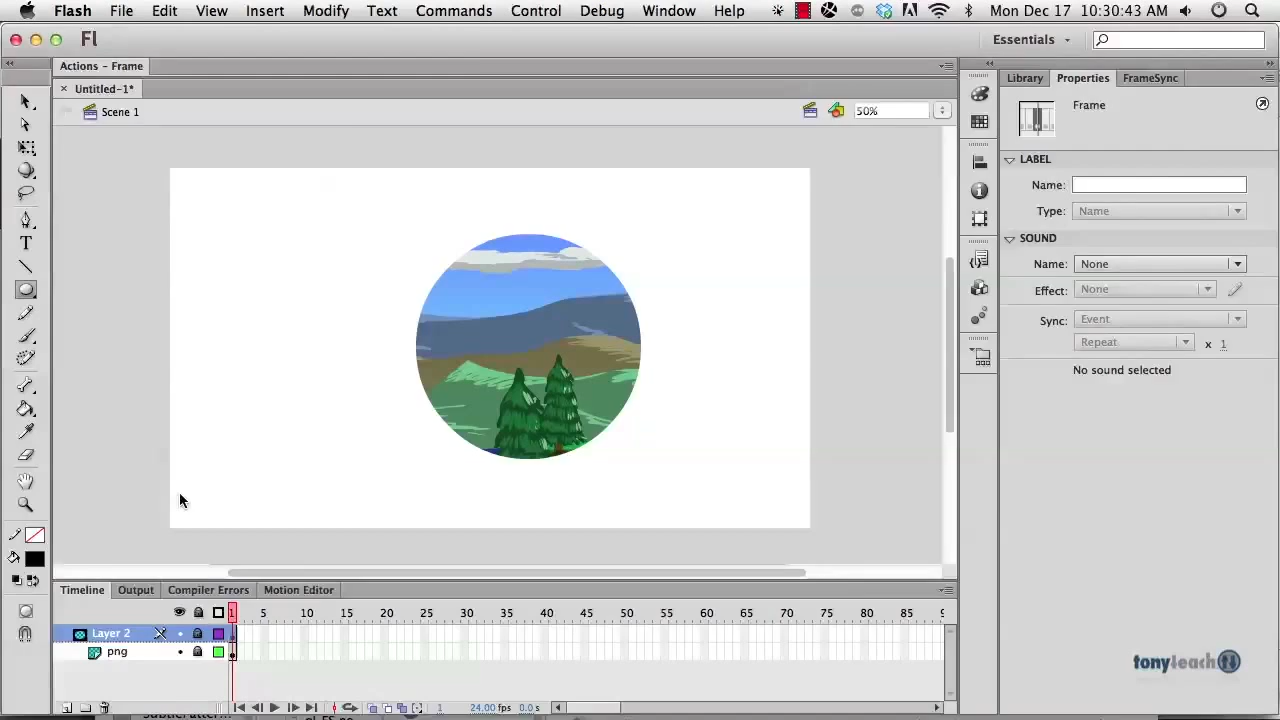 Flash File Edit View Insert Modify Text Commands Control Debug Window Help Mon Dec 17 10:30:43 AM
Fl Essentials
Actions - Frame
Untitled-1*
Scene 1 50%
Library Properties FrameSync
Frame
LABEL
Name:
Type: Name
SOUND
Name: None
Effect: None
Sync: Event
Repeat x 1
No sound selected
T
Timeline Output Compiler Errors Motion Editor
1 5 10 15 20 25 30 35 40 45 50 55 60 65 70 75 80 85 9
Layer 2
png
1 24.00 fps 0.0 s
tonyteach